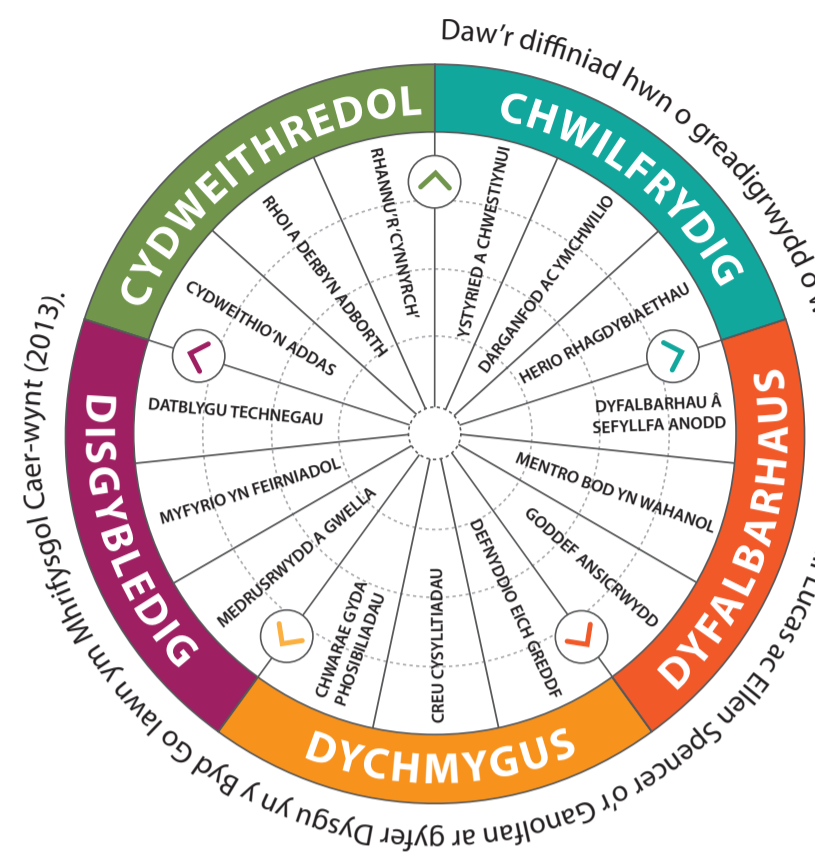 Daw'r diffiniad hwn o greadigrwydd o
Lucas ac Ellen Spencer o'r Ganolfan ar gyfer Dysgu yn y Byd Go Iawn ym Mhrifysgol Caer-wynt (2013).
CHWILFRYDIG
YSTYRIED A CHWESTIYNUI
DARGANFOD AC YMCHWILIO
HERIO RHAGDYBIAETHAU
DYFALBARHAUS
DYFALBARHAU Â
SEFYLLFA ANODD
MENTRO BOD YN WAHANOL
GODDEF ANSICRWYDD
DYCHMYGUS
DEFNYDDIO EICH GREDDF
CREU CYSYLLTIADAU
CHWARAE GYDA
PHOSIBILIADAU
DISGYBLEDIG
MEDRUSRWYDD A GWELLA
MYFYRIO YN FEIRNIADOL
DATBLYGU TECHNEGAU
CYDWEITHREDOL
CYDWEITHIO'N ADDAS
RHOI A DERBYN ADBORTH
RHANNU'R 'CYNNYRCH'